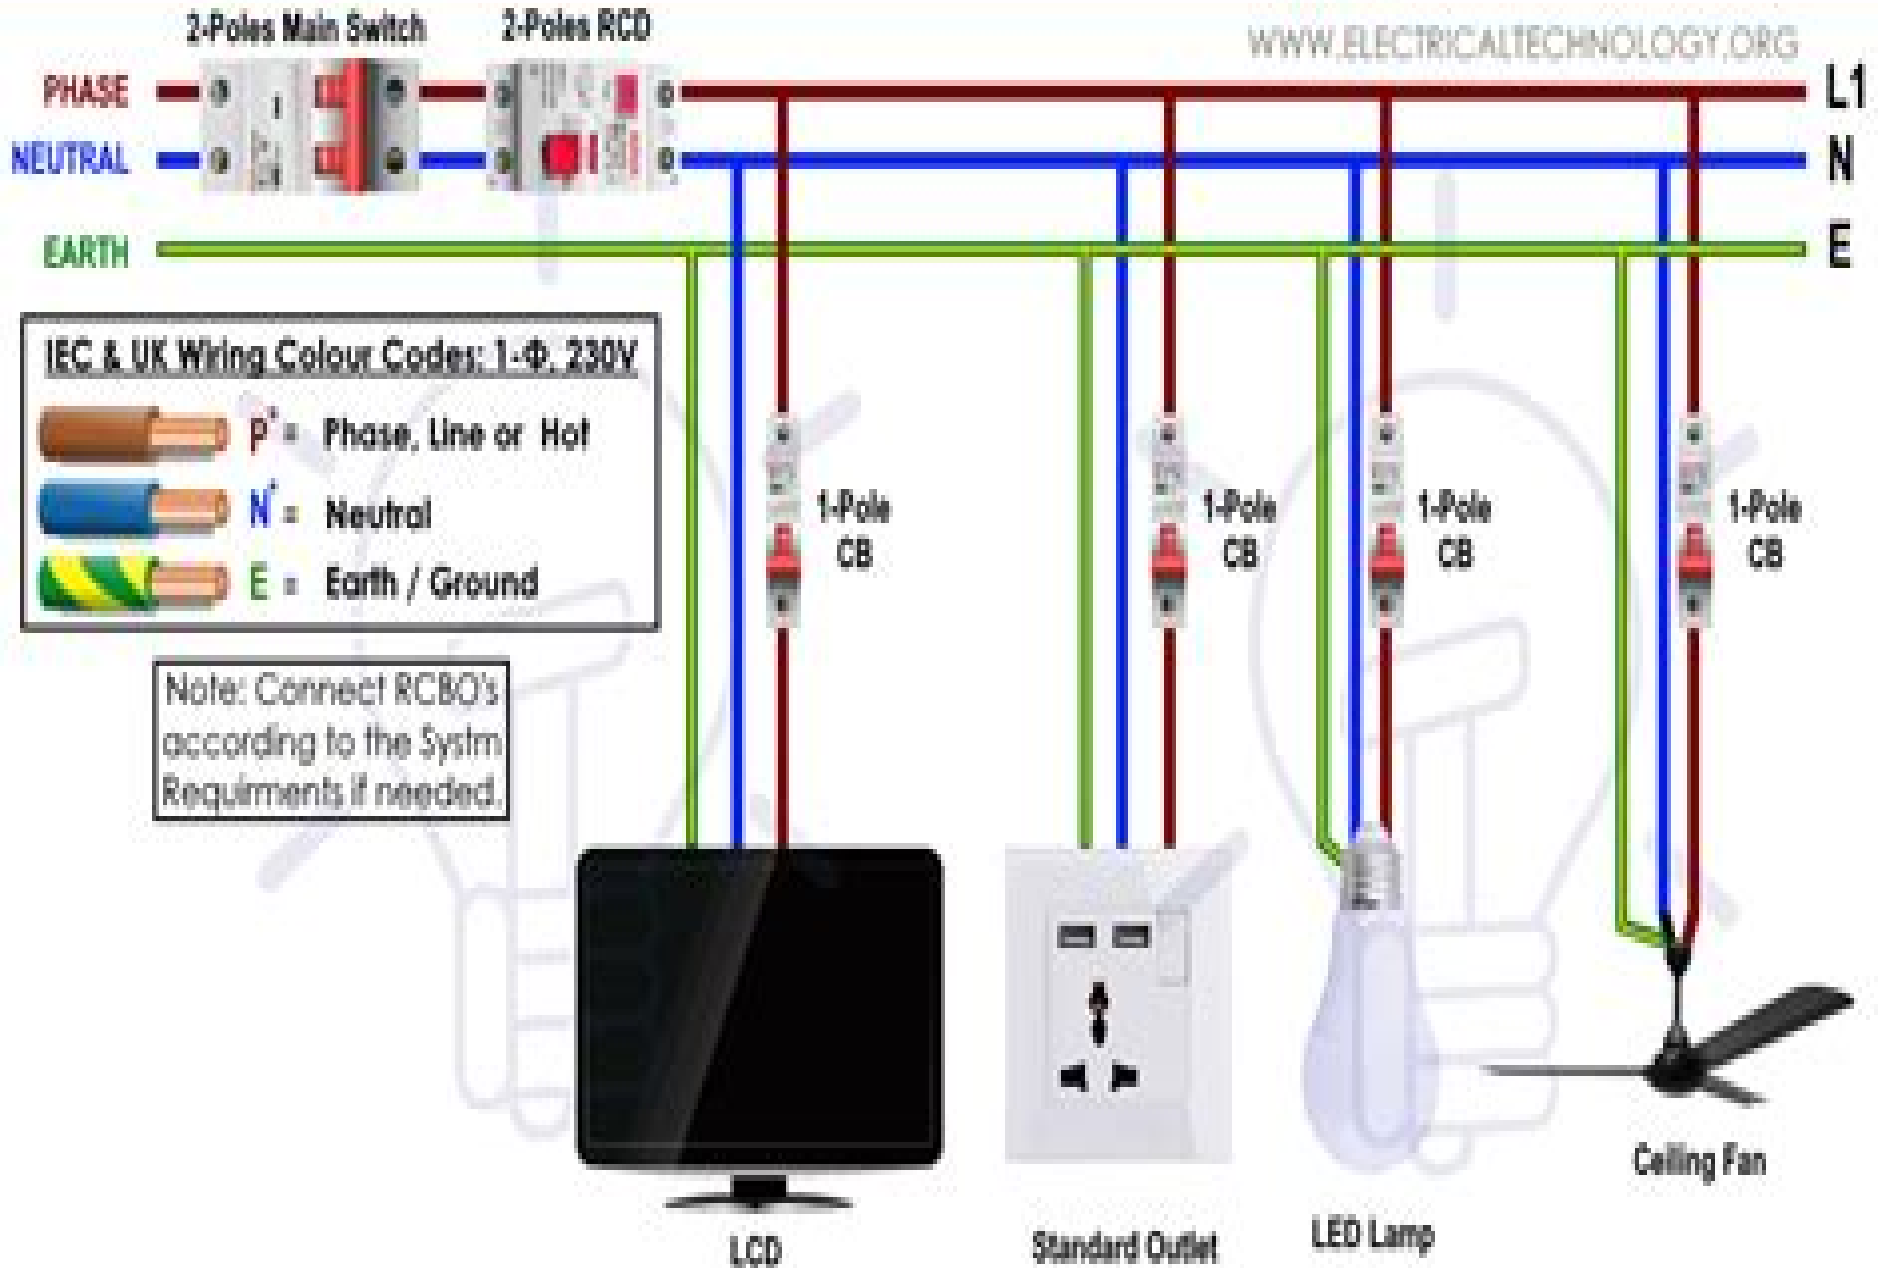 2-Poles Main Switch
2-Poles RCD
WWW.ELECTRICALTECHNOLOGY.ORG
PHASE
L1
NEUTRAL
N
EARTH
E
IEC & UK Wiring Colour Codes: 1-Φ, 230V
P = Phase, Line or Hot
N = Neutral
E = Earth / Ground
1-Pole
CB
1-Pole
CB
1-Pole
CB
1-Pole
CB
Note: Connect RCBO's
according to the Systm
Requirments if needed.
LCD
Standard Outlet
LED Lamp
Ceiling Fan